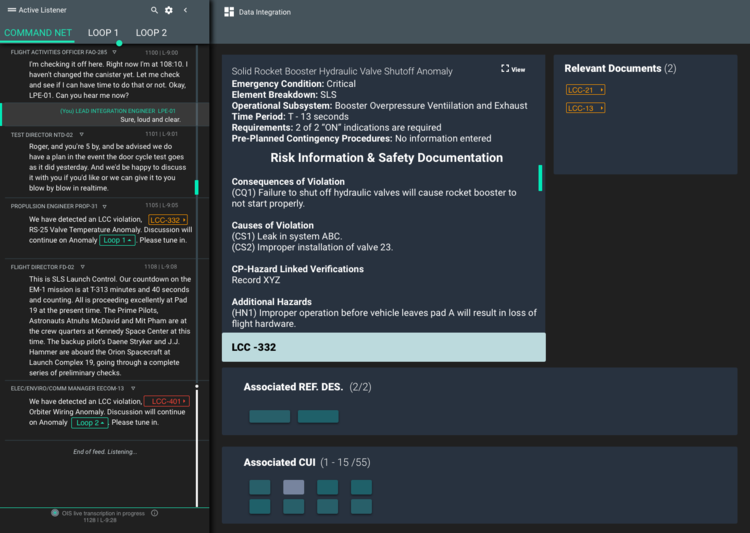 Active Listener
COMMAND NET LOOP 1 LOOP 2
FLIGHT ACTIVITIES OFFICER FAO-285 1100 | L-9:00
I'm checking it off here. Right now I'm at 108:10. I
haven't changed the canister yet. Let me check
and see if I can have time to do that or not. Okay,
LPE-01. Can you hear me now?
(You) LEAD INTEGRATION ENGINEER LPE-01
Sure, loud and clear.
TEST DIRECTOR NTD-02 1101 | L-9:01
Roger, and you're 5 by, and be advised we do
have a plan in the event the door cycle test goes
as it did yesterday. And we'd be happy to discuss
it with you if you'd like or we can give it to you
blow by blow in realtime.
PROPULSION ENGINEER PROP-31 1105 | L-9:05
We have detected an LCC violation, LCC-332
RS-25 Valve Temperature Anomaly. Discussion will
continue on Anomaly Loop 1 . Please tune in.
FLIGHT DIRECTOR FD-02 1108 | L-9:08
This is SLS Launch Control. Our countdown on the
EM-1 mission is at T-313 minutes and 40 seconds
and counting. All is proceeding excellently at Pad
19 at the present time. The Prime Pilots,
Astronauts Atnuhs McDavid and Mit Pham are at
the crew quarters at Kennedy Space Center at this
time. The backup pilot's Daene Stryker and J.J.
Hammer are aboard the Orion Spacecraft at
Launch Complex 19, going through a complete
series of preliminary checks.
ELEC/ENVIRO/COMM MANAGER EECOM-13
We have detected an LCC violation, LCC-401
Orbiter Wiring Anomaly. Discussion will continue
on Anomaly Loop 2 . Please tune in.
End of feed. Listening...
OIS live transcription in progress
1128 | L-9:28
Data Integration
Solid Rocket Booster Hydraulic Valve Shutoff Anomaly
View
Emergency Condition: Critical
Element Breakdown: SLS
Operational Subsystem: Booster Overpressure Ventiilation and Exhaust
Time Period: T - 13 seconds
Requirements: 2 of 2 "ON" indications are required
Pre-Planned Contingency Procedures: No information entered
Risk Information & Safety Documentation
Consequences of Violation
(CQ1) Failure to shut off hydraulic valves will cause rocket booster to
not start properly.
Causes of Violation
(CS1) Leak in system ABC.
(CS2) Improper installation of valve 23.
CP-Hazard Linked Verifications
Record XYZ
Additional Hazards
(HN1) Improper operation before vehicle leaves pad A will result in loss of
flight hardware.
LCC -332
Relevant Documents (2)
LCC-21
LCC-13
Associated REF. DES. (2/2)
Associated CUI (1 - 15 /55)